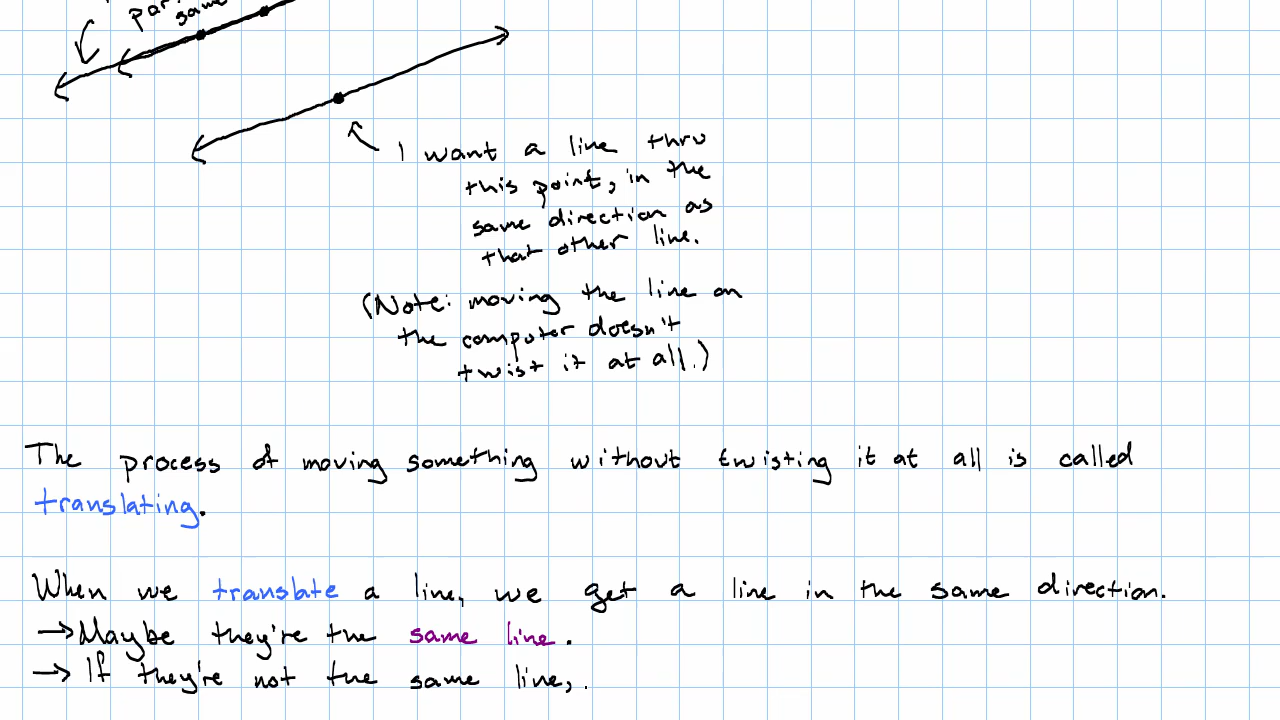 same
I want a line thru
this point, in the
same direction as
that other line.
(Note: moving the line on
the computer doesn't
twist it at all.)
The process of moving something without twisting it at all is called
translating.
When we translate a line, we get a line in the same direction.
→Maybe they're the same line.
→ If they're not the same line,.